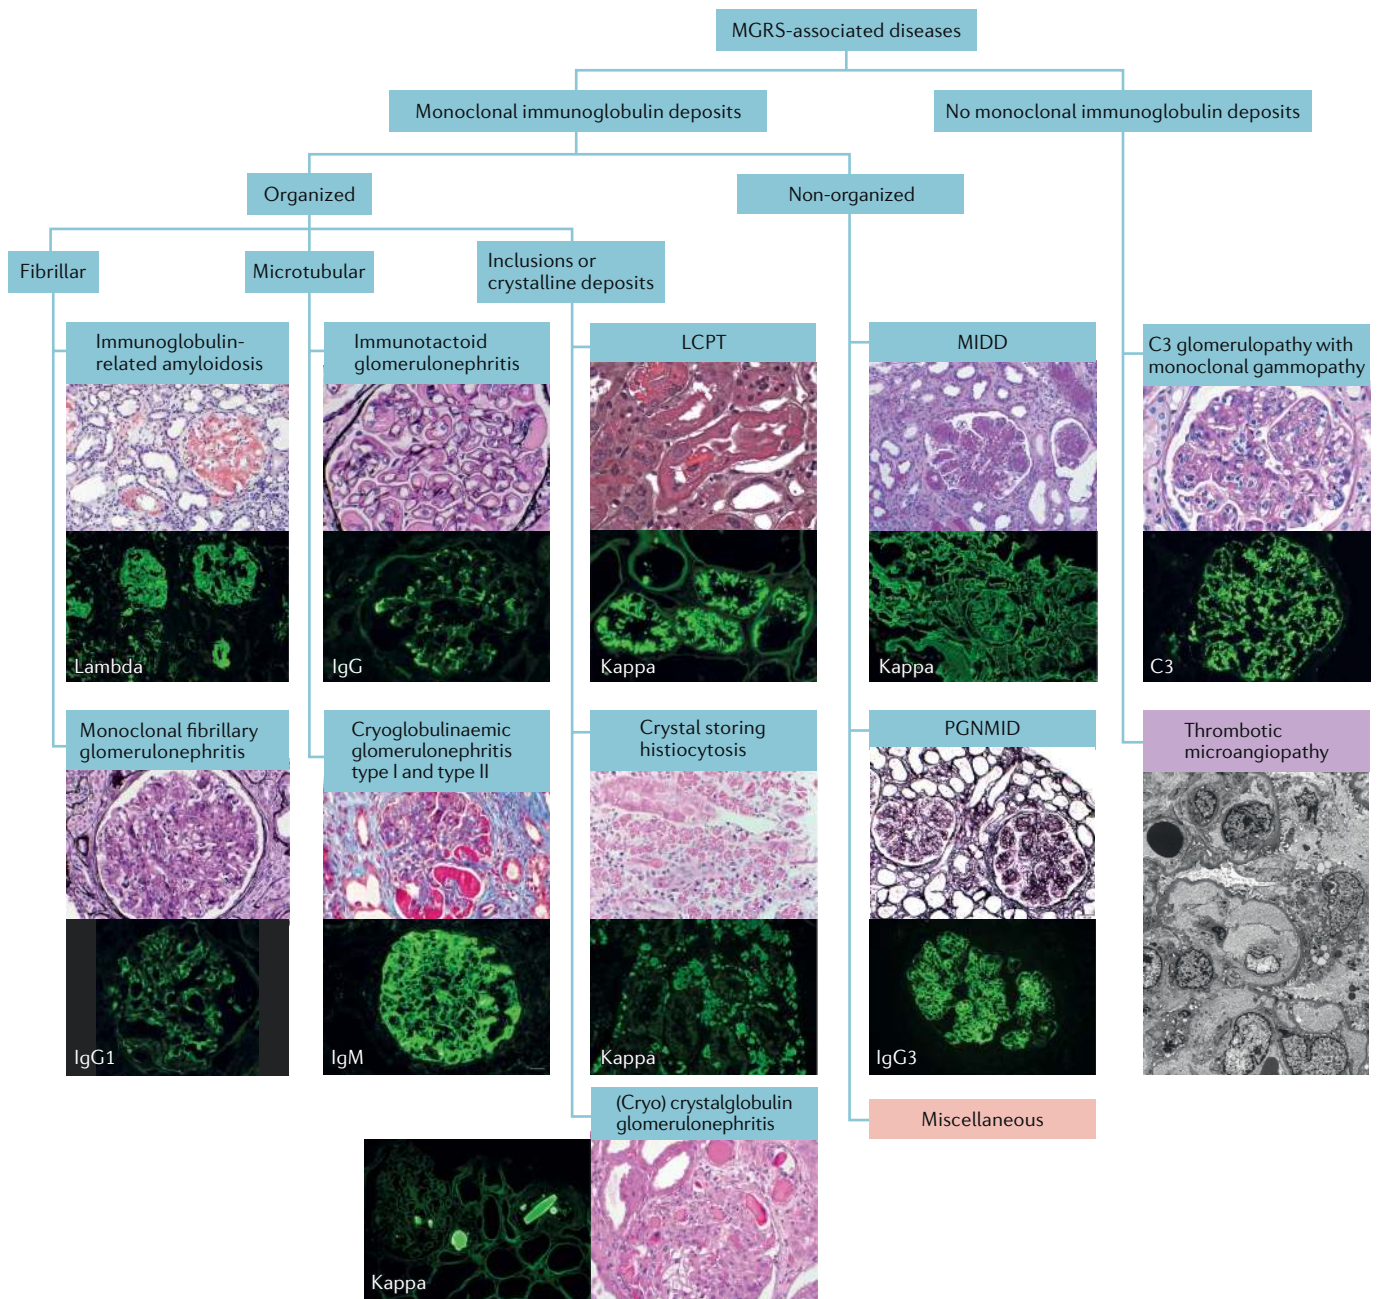 MGRS-associated diseases
Monoclonal immunoglobulin deposits
No monoclonal immunoglobulin deposits
Organized
Non-organized
Fibrillar
Microtubular
Inclusions or
crystalline deposits
Immunoglobulin-
related amyloidosis
Lambda
Immunotactoid
glomerulonephritis
IgG
LCPT
Kappa
MIDD
Kappa
C3 glomerulopathy with
monoclonal gammopathy
C3
Monoclonal fibrillary
glomerulonephritis
IgG1
Cryoglobulinaemic
glomerulonephritis
type I and type II
IgM
Crystal storing
histiocytosis
Kappa
PGNMID
IgG3
Thrombotic
microangiopathy
(Cryo) crystalglobulin
glomerulonephritis
Kappa
Miscellaneous